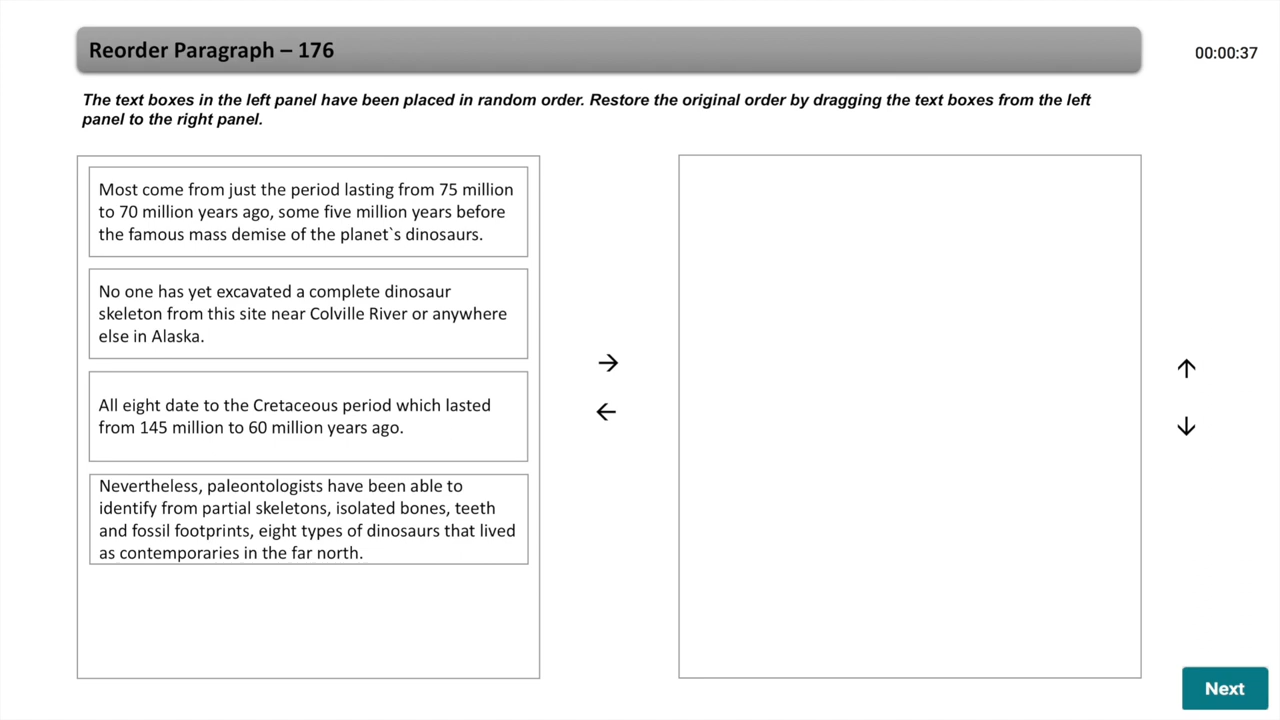 Reorder Paragraph – 176
00:00:37
The text boxes in the left panel have been placed in random order. Restore the original order by dragging the text boxes from the left
panel to the right panel.
Most come from just the period lasting from 75 million
to 70 million years ago, some five million years before
the famous mass demise of the planet`s dinosaurs.
No one has yet excavated a complete dinosaur
skeleton from this site near Colville River or anywhere
else in Alaska.
All eight date to the Cretaceous period which lasted
from 145 million to 60 million years ago.
Nevertheless, paleontologists have been able to
identify from partial skeletons, isolated bones, teeth
and fossil footprints, eight types of dinosaurs that lived
as contemporaries in the far north.
Next